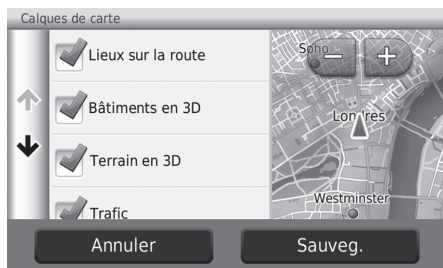 Calques de carte
Lieux sur la route
Bâtiments en 3D
Terrain en 3D
Trafic
Soho
Londres
Westminster
Annuler
Sauveg.